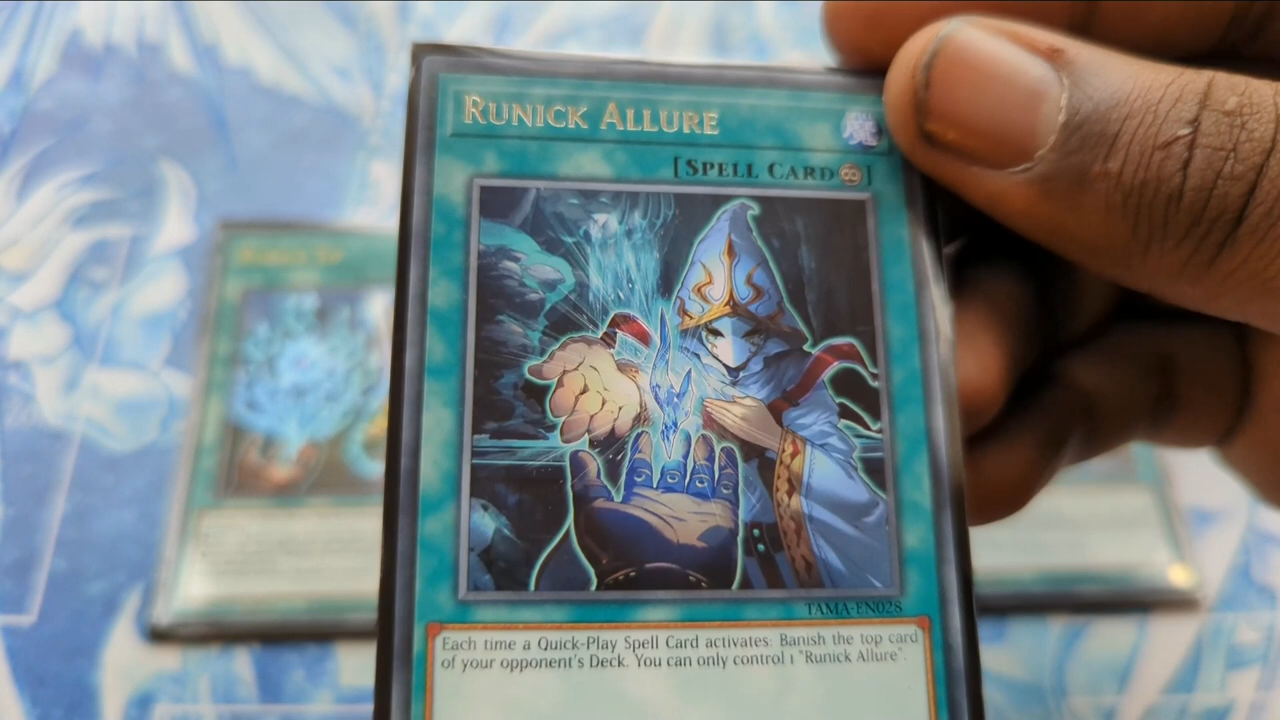 RUNICK ALLURE
[SPELL CARD ]
TAMA-EN028
Each time a Quick-Play Spell Card activates: Banish the top card
of your opponent's Deck. You can only control 1 "Runick Allure".